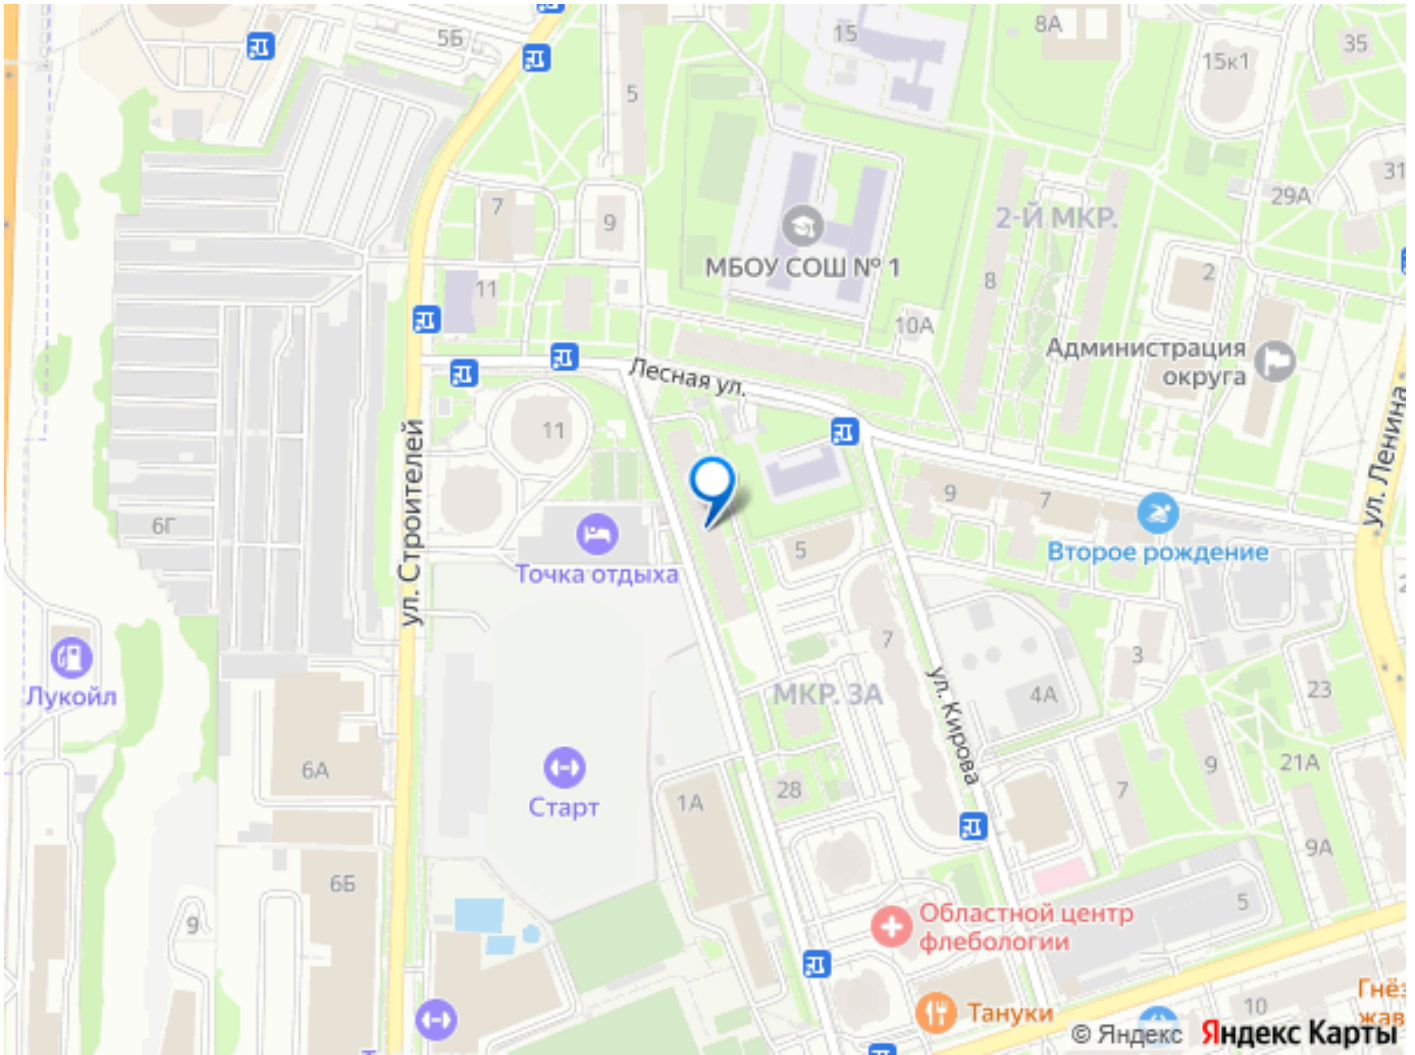 5Б
15
8А
35
15к1
5
31
29А
7
9
2-Й МКР.
МБОУ СОШ № 1
2
8
11
10А
Администрация
округа
Лесная ул.
ул. Строителей
11
ул. Ленина
9
7
6Г
5
Второе рождение
Точка отдыха
7
3
ул. Кирова
Лукойл
МКР. 3А
4А
23
6А
9
21А
7
28
1А
Старт
9А
6Б
5
9
Областной центр
флебологии
Тануки
10
© Яндекс
Яндекс Карты